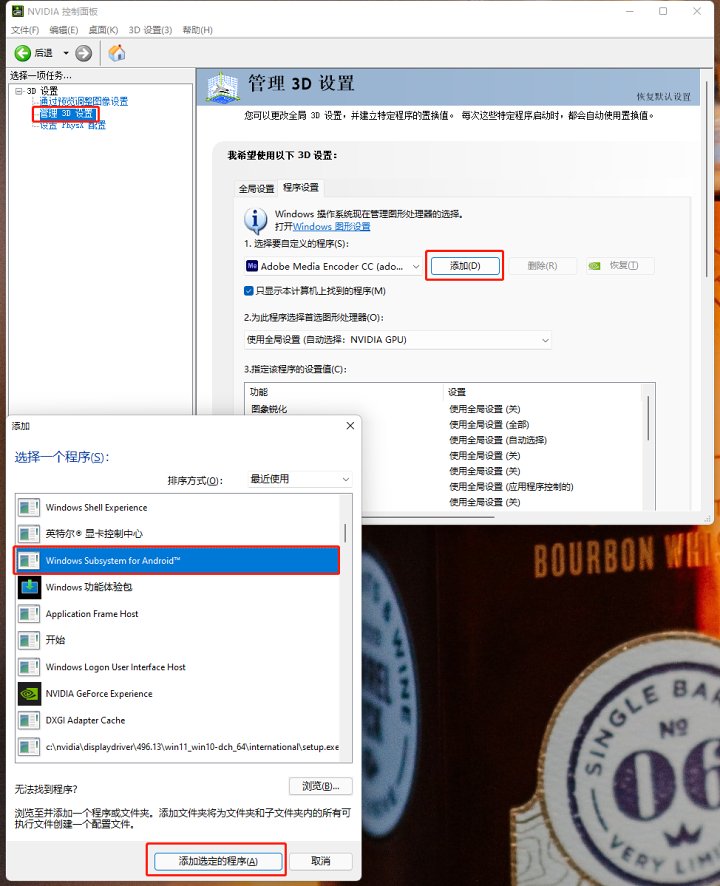 NVIDIA 控制面板
文件(F) 编辑(E) 桌面(K) 3D 设置(3) 帮助(H)
后退
选择一项任务...
3D 设置
通过预览调整图像设置
管理 3D 设置
设置 PhysX 配置
管理 3D 设置
恢复默认设置
您可以更改全局 3D 设置，并建立特定程序的置换值。 每次这些特定程序启动时，都会自动使用置换值。
我希望使用以下 3D 设置:
全局设置 程序设置
Windows 操作系统现在管理图形处理器的选择。
打开Windows 图形设置
1. 选择要自定义的程序(S):
Me Adobe Media Encoder CC (ado... 添加(D) 删除(R) 恢复(T)
只显示本计算机上找到的程序(M)
2.为此程序选择首选图形处理器(O):
使用全局设置 (自动选择: NVIDIA GPU)
3.指定该程序的设置值(C):
功能 设置
图象锐化 使用全局设置 (关)
使用全局设置 (全部)
使用全局设置 (自动选择)
使用全局设置 (关)
使用全局设置 (关)
使用全局设置 (应用程序控制的)
使用全局设置 (关)
添加
选择一个程序(S):
排序方式(O): 最近使用
Windows Shell Experience
英特尔® 显卡控制中心
Windows Subsystem for Android™
Windows 功能体验包
Application Frame Host
开始
Windows Logon User Interface Host
NVIDIA GeForce Experience
DXGI Adapter Cache
c:\nvidia\displaydriver\496.13\win11_win10-dch_64\international\setup.exe
无法找到程序?
浏览(B)...
浏览至并添加一个程序或文件夹。添加文件夹将为文件夹和子文件夹内的所有可
执行文件创建一个配置文件。
添加选定的程序(A) 取消
BOURBON WHIS
WINE
SINGLE BAR
Nº
06
VERY LIMI